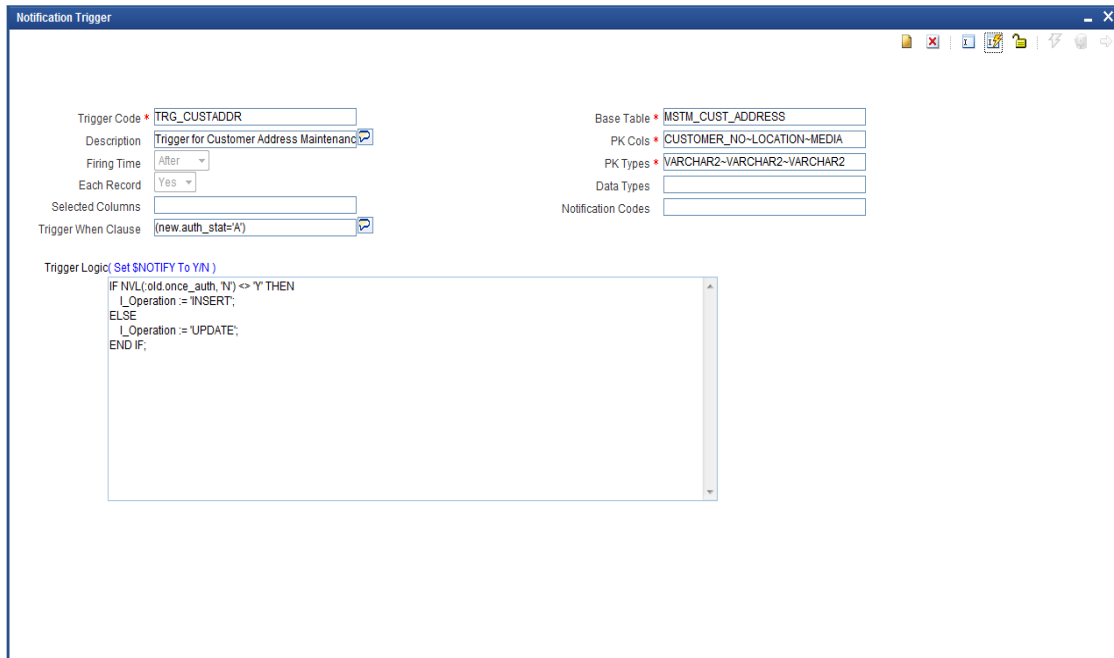 Notification Trigger
Trigger Code * TRG_CUSTADDR
Base Table * MSTM_CUST_ADDRESS
Description Trigger for Customer Address Maintenanc
PK Cols * CUSTOMER_NO~LOCATION~MEDIA
Firing Time After
PK Types * VARCHAR2~VARCHAR2~VARCHAR2
Each Record Yes
Data Types
Selected Columns
Notification Codes
Trigger When Clause (new.auth_stat='A')
Trigger Logic( Set $NOTIFY To Y/N )
IF NVL(:old.once_auth, 'N') <> 'Y' THEN
l_Operation := 'INSERT';
ELSE
l_Operation := 'UPDATE';
END IF;